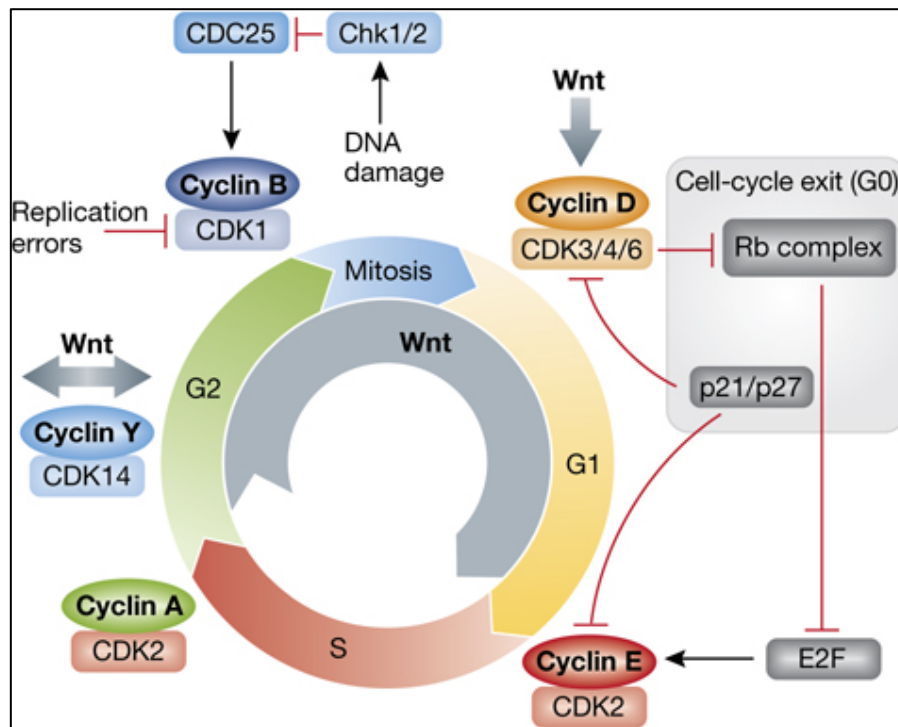 CDC25
Chk1/2
Wnt
DNA
damage
Cyclin B
CDK1
Replication
errors
Cyclin D
CDK3/4/6
Cell-cycle exit (G0)
Rb complex
Mitosis
Wnt
Wnt
G2
p21/p27
Cyclin Y
CDK14
G1
Cyclin A
CDK2
S
Cyclin E
CDK2
E2F